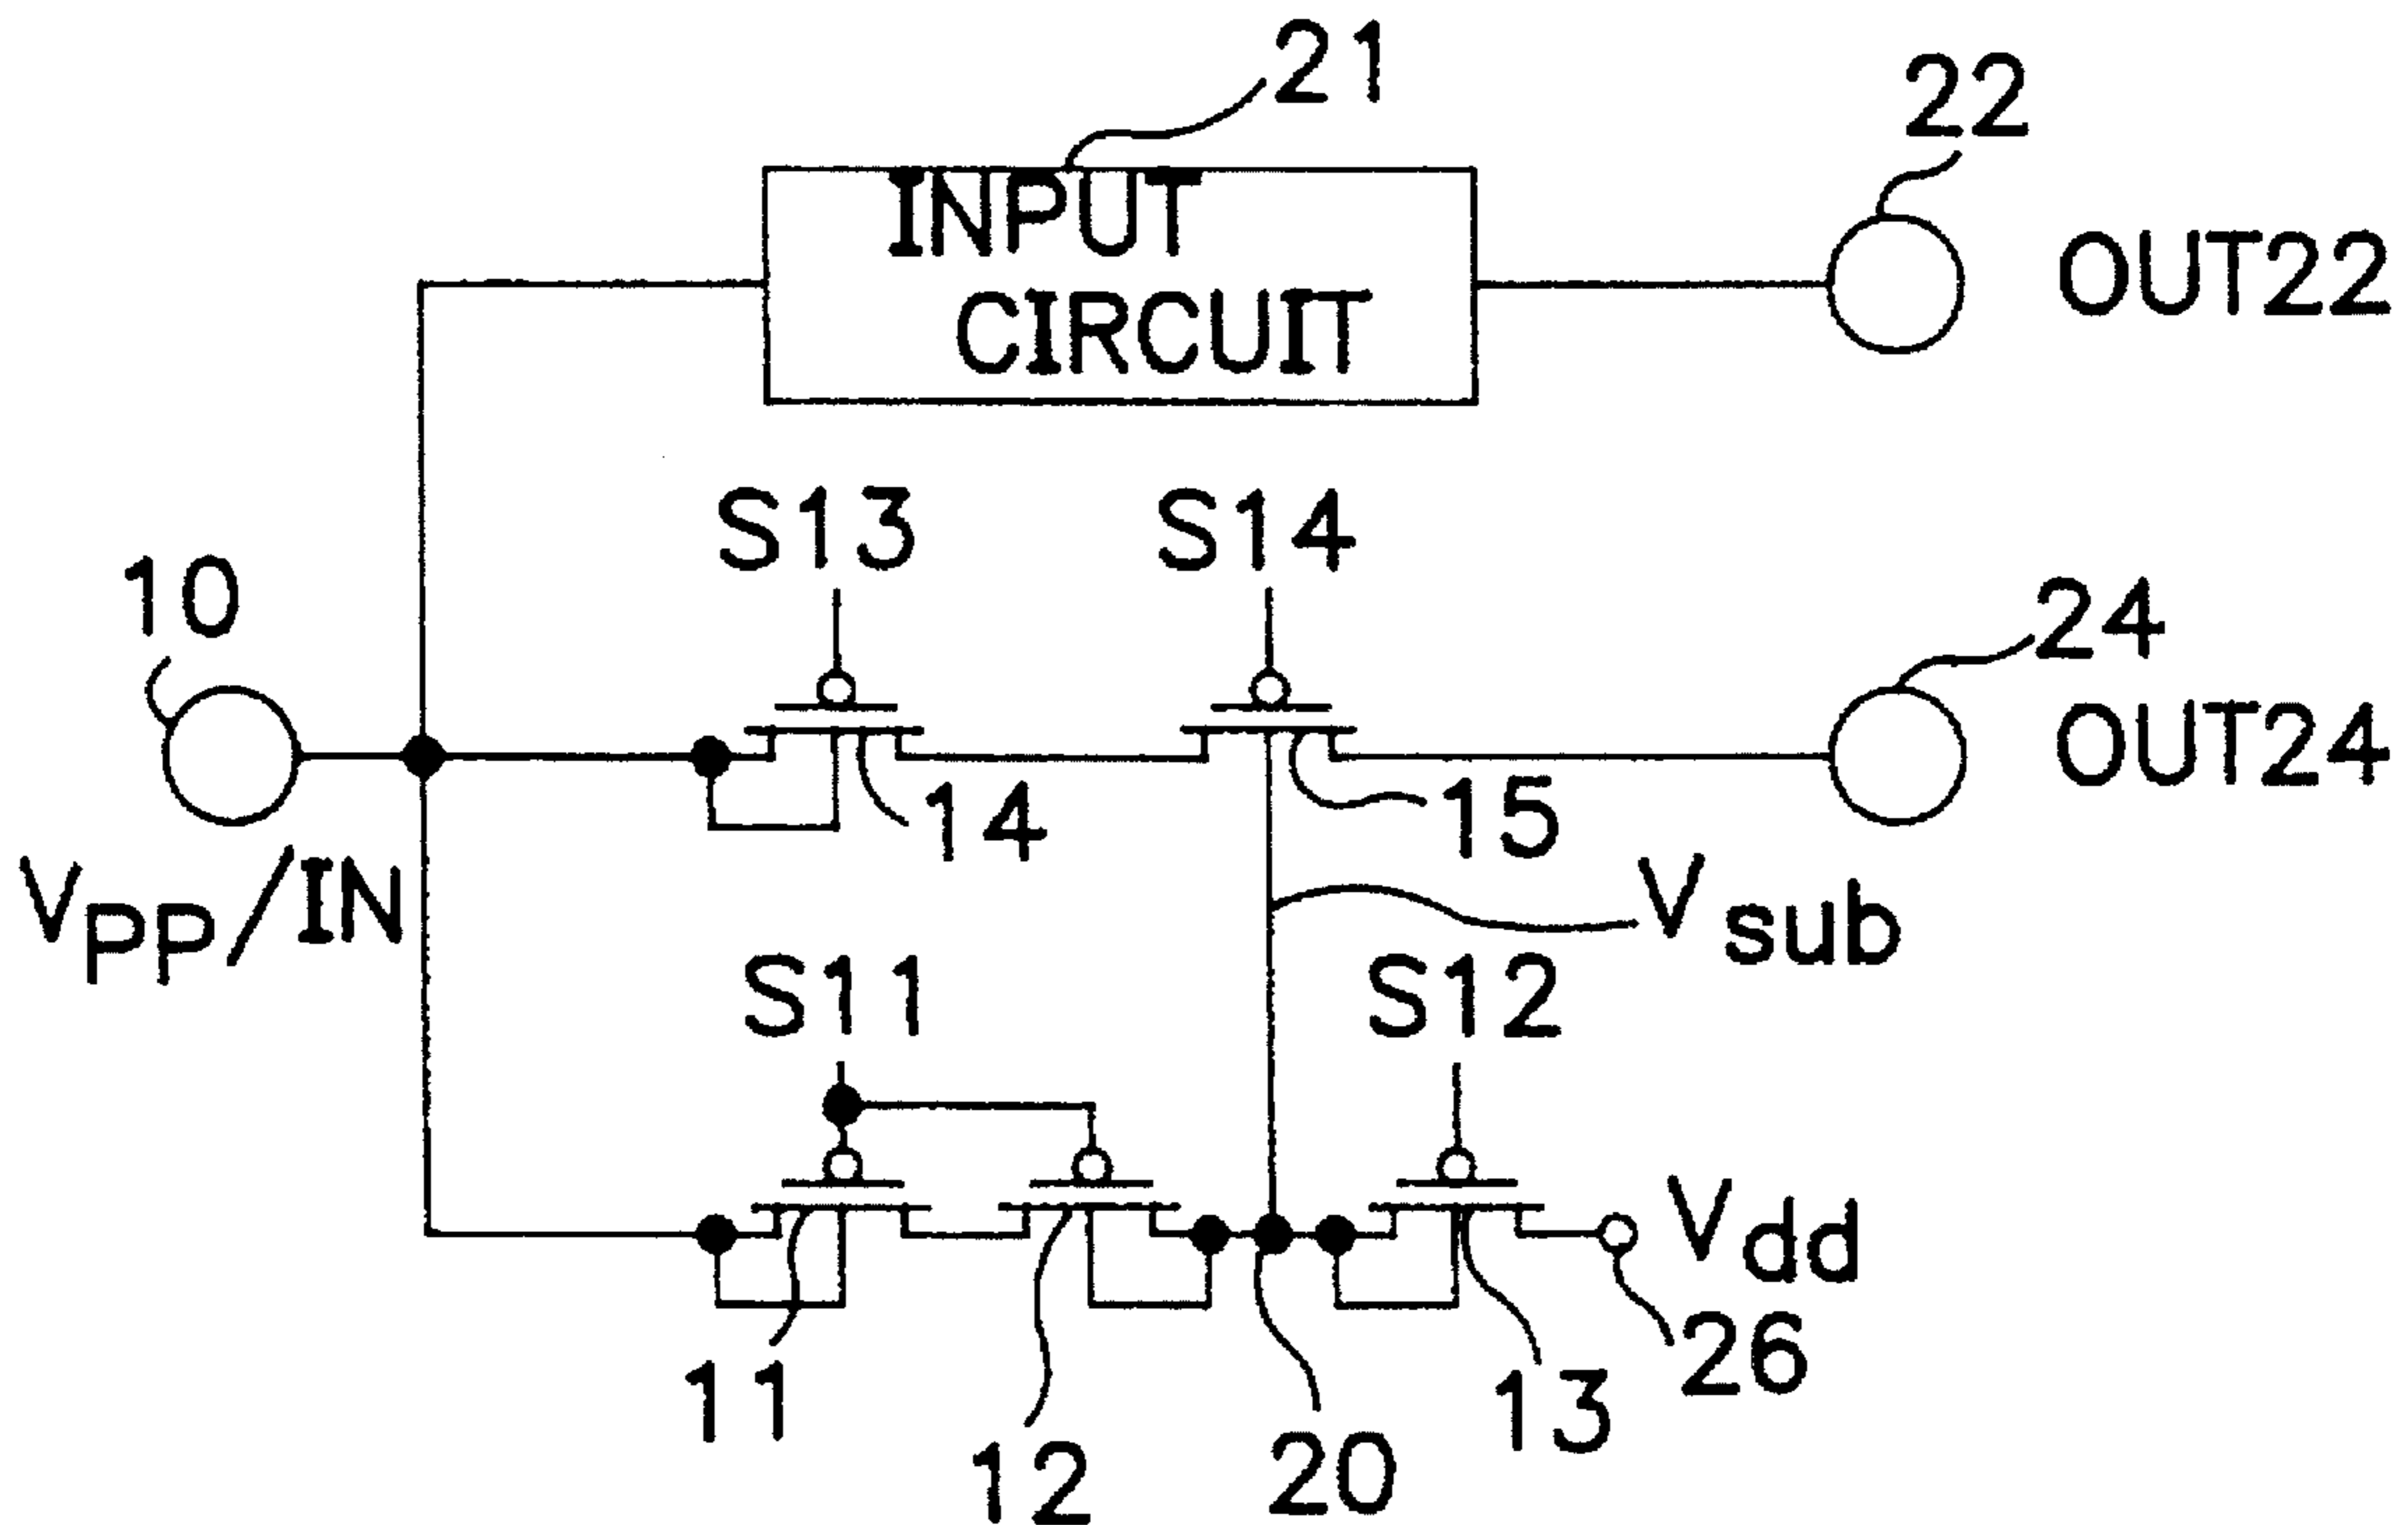 21
22
INPUT
CIRCUIT
OUT22
S13
S14
10
24
OUT24
14
15
VPP/IN
Vsub
S11
S12
Vdd
26
11
13
12
20